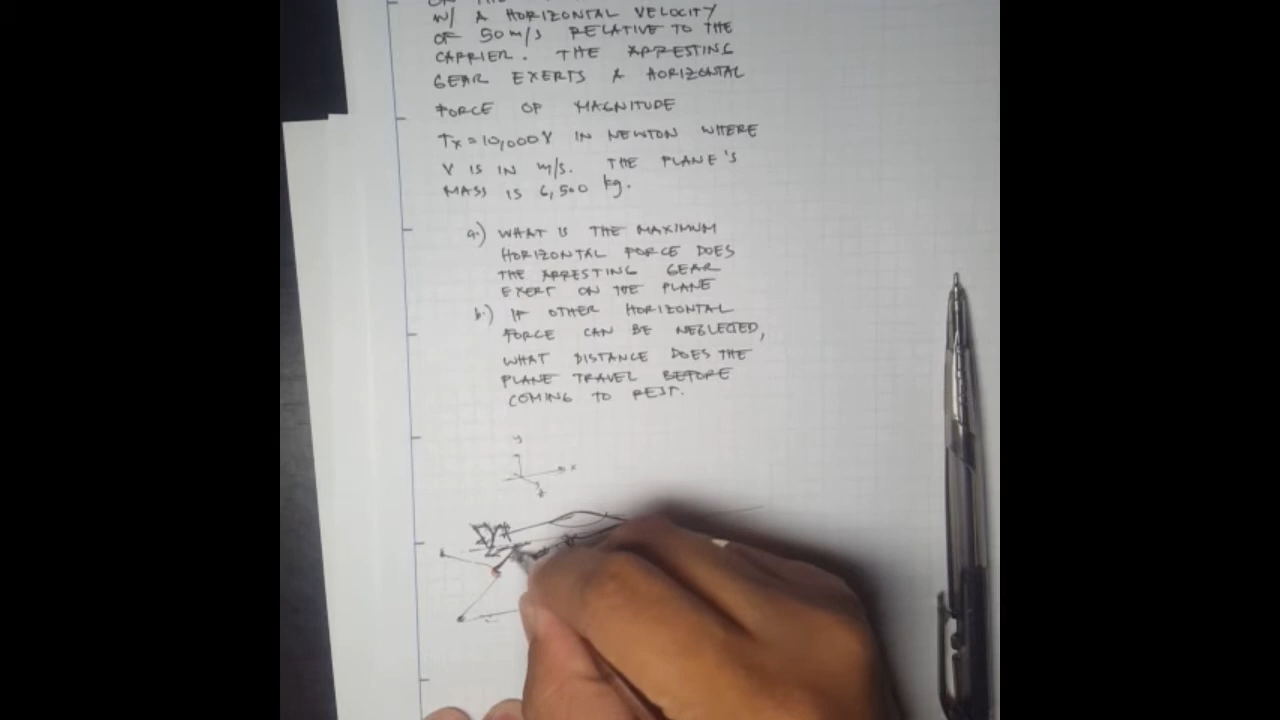 ON THE
W/ A HORIZONTAL VELOCITY
OF 50 m/s RELATIVE TO THE
CARRIER. THE ARRESTING
GEAR EXERTS A HORIZONTAL
FORCE OF MAGNITUDE
Tx = 10,000V IN NEWTON WHERE
V IS IN m/s. THE PLANE'S
MASS IS 6,500 kg.
a.) WHAT IS THE MAXIMUM
HORIZONTAL FORCE DOES
THE ARRESTING GEAR
EXERT ON THE PLANE
b.) IF OTHER HORIZONTAL
FORCE CAN BE NEGLECTED,
WHAT DISTANCE DOES THE
PLANE TRAVEL BEFORE
COMING TO REST.
y
x
z